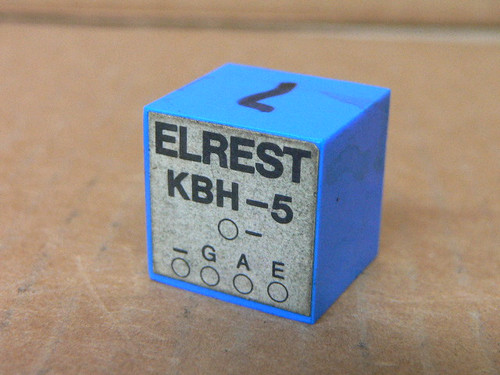 ELREST
KBH-5
-
- G A E